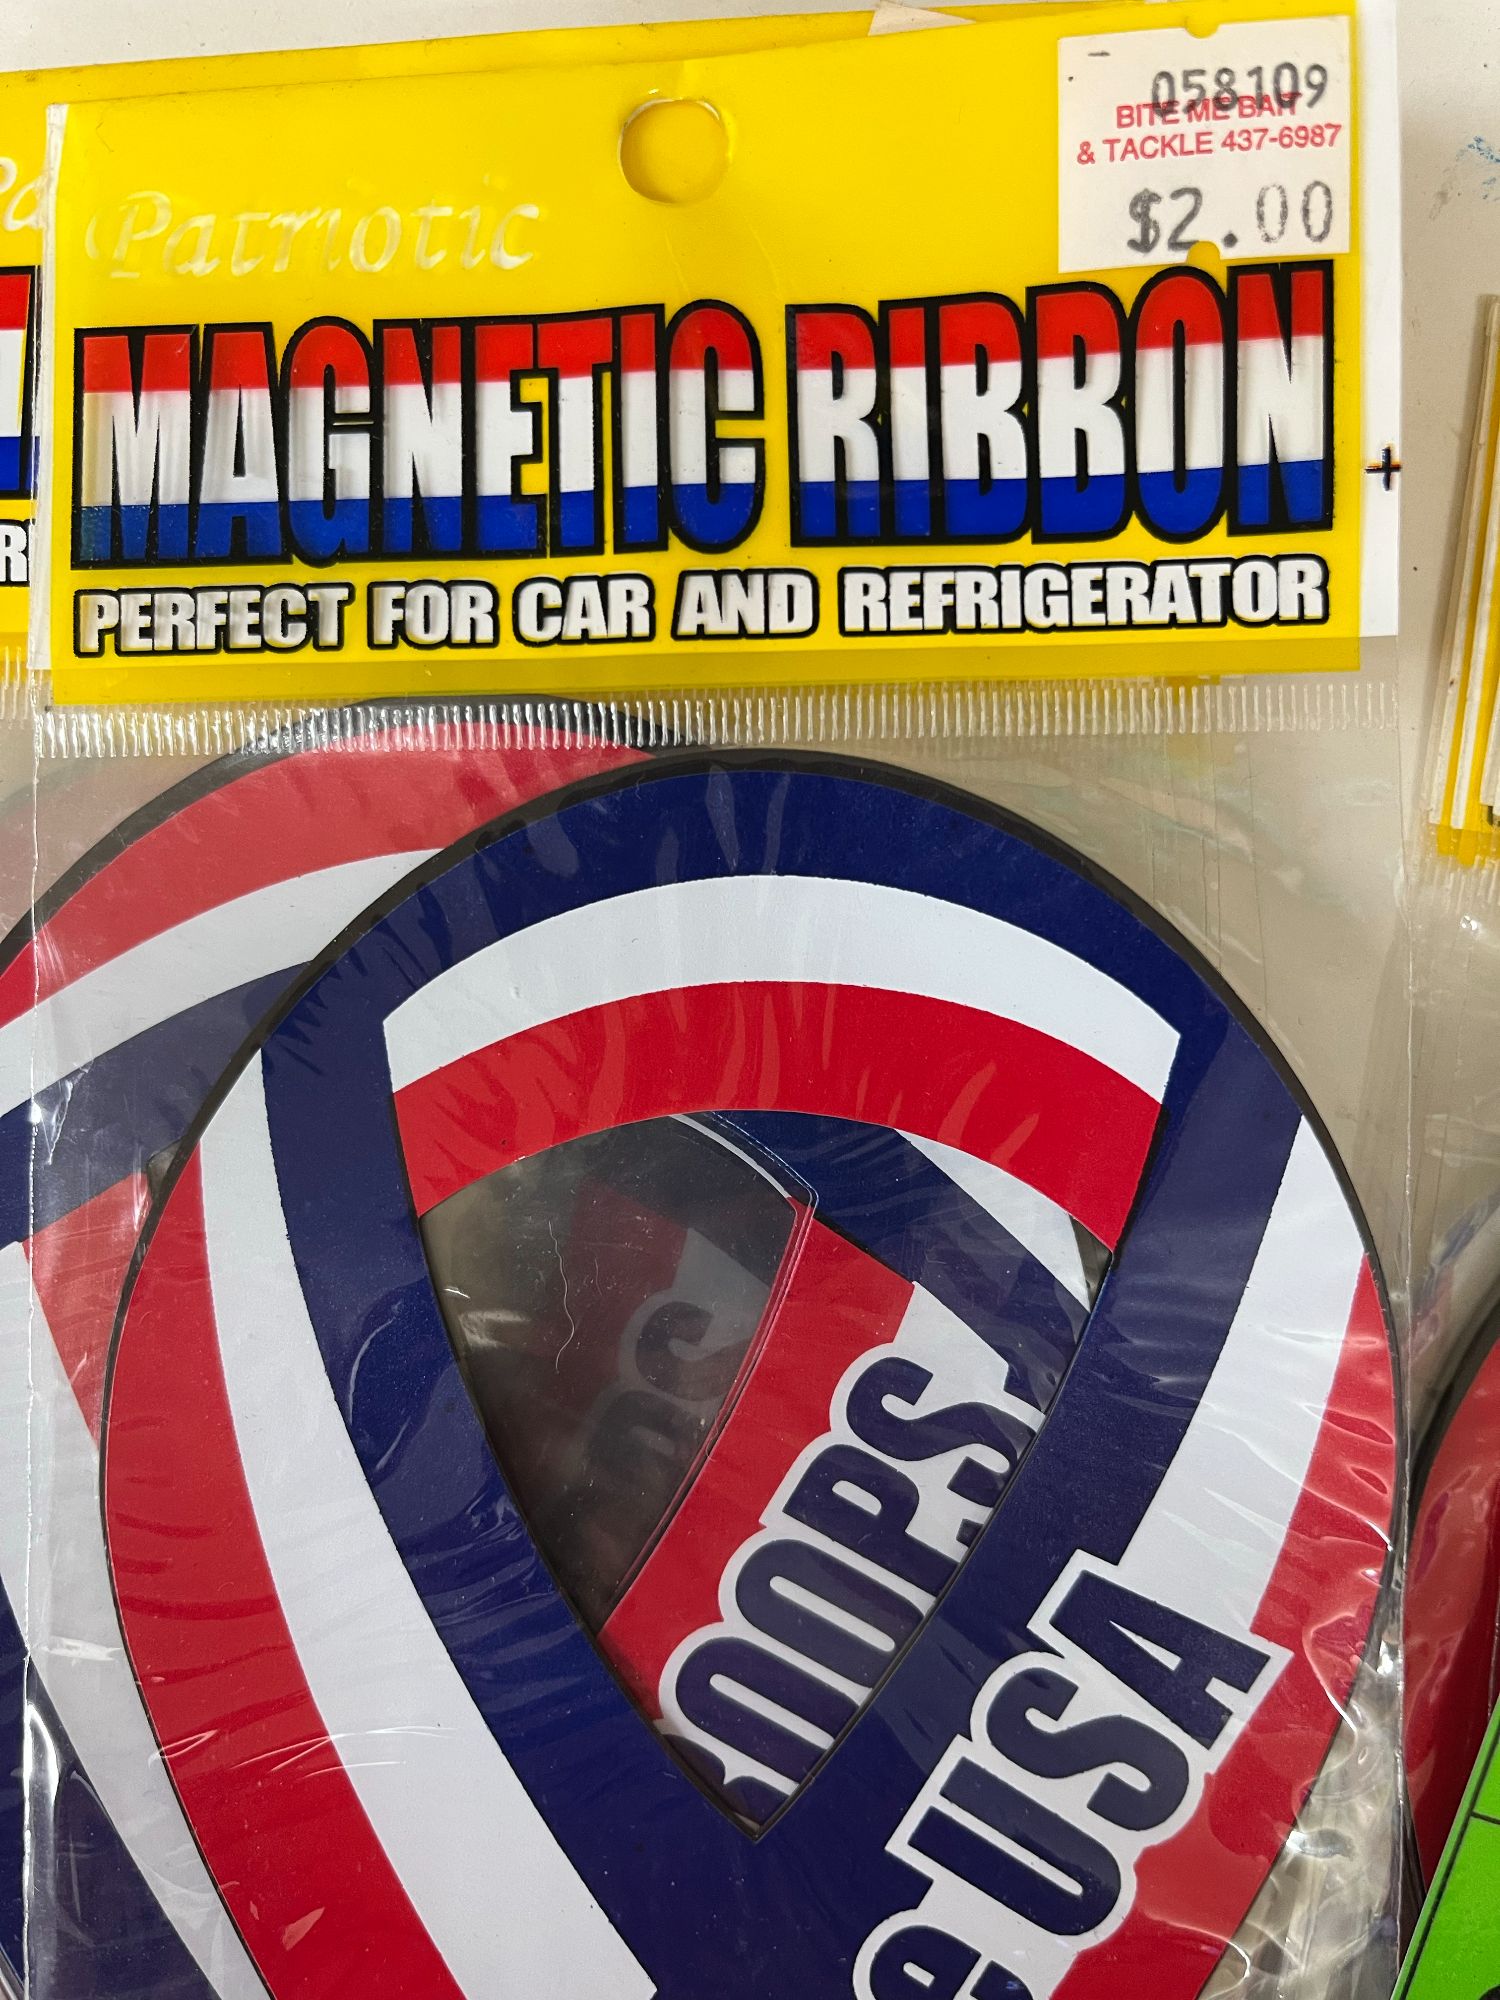 058109
BITE ME BAIT
& TACKLE 437-6987
$2.00
Patriotic
MAGNETIC RIBBON
PERFECT FOR CAR AND REFRIGERATOR
USA